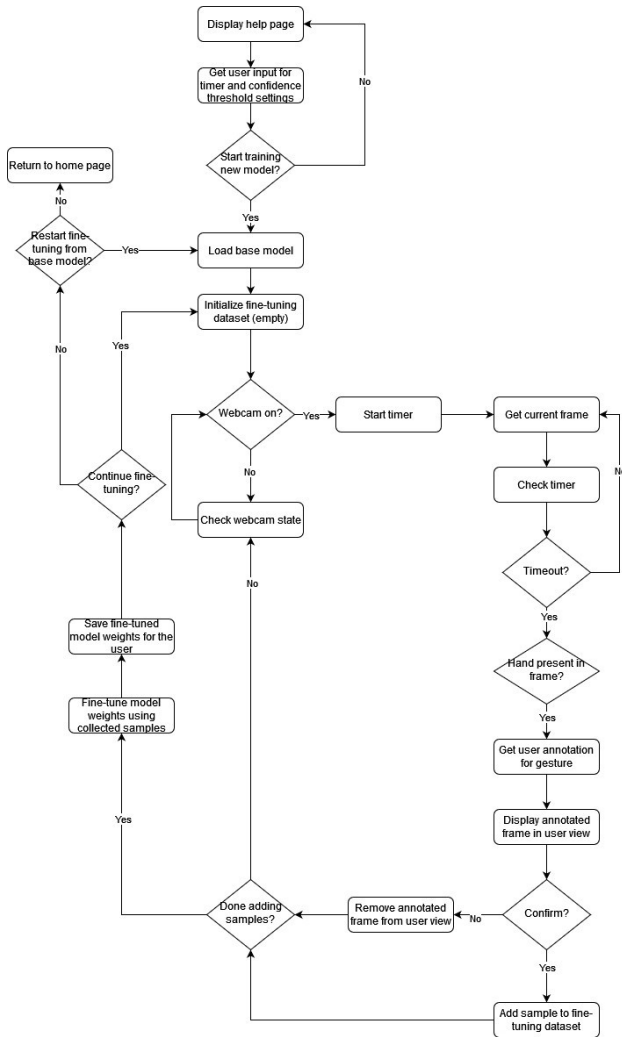 Display help page
Get user input for
timer and confidence
threshold settings
No
Start training
new model?
Return to home page
No
Yes
Restart fine-
tuning from
base model?
Yes
Load base model
Initialize fine-tuning
dataset (empty)
Yes
No
Webcam on?
Yes
Start timer
Get current frame
No
Continue fine-
tuning?
No
Check timer
Check webcam state
Timeout?
No
Yes
Save fine-tuned
model weights for the
user
Hand present in
frame?
Fine-tune model
weights using
collected samples
Yes
Get user annotation
for gesture
Display annotated
frame in user view
Yes
Done adding
samples?
Remove annotated
frame from user view
No
Confirm?
Yes
Add sample to fine-
tuning dataset